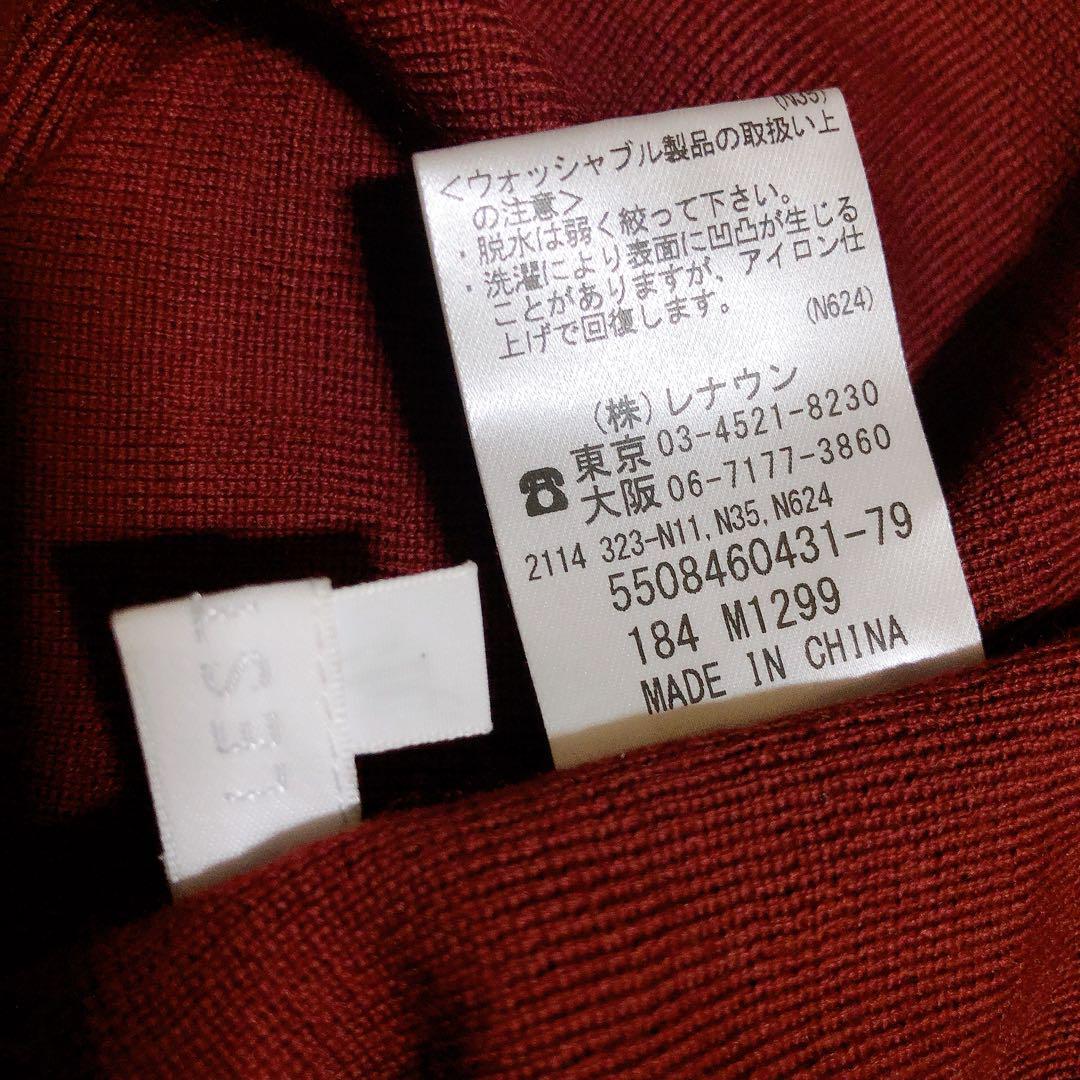 (N35)
<ウォッシャブル製品の取扱い上
の注意>
・脱水は弱く絞って下さい。
・洗濯により表面に凹凸が生じる
ことがありますが、アイロン仕
上げで回復します。
(N624)
(株)レナウン
☎ 東京 03-4521-8230
大阪 06-7177-3860
2114 323-N11,N35,N624
5508460431-79
184 M1299
MADE IN CHINA